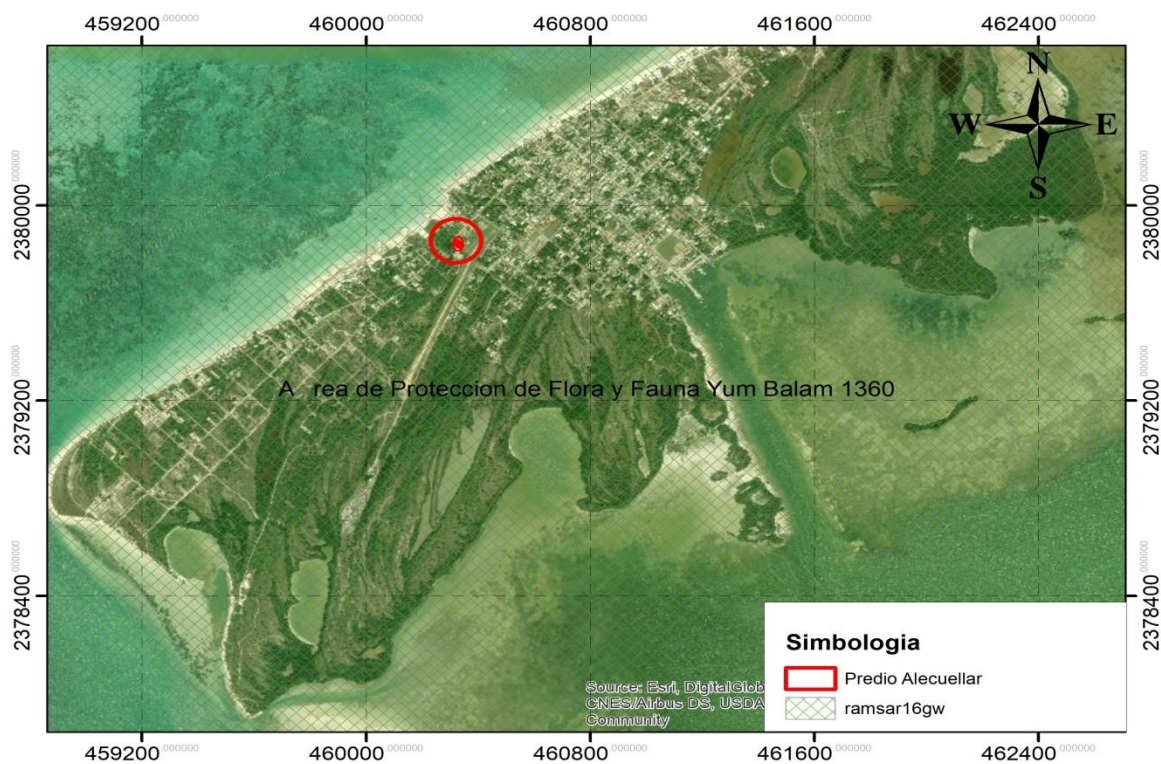 459200.000000 460000.000000 460800.000000 461600.000000 462400.000000
N
W E
S
2380000.000000 2380000.000000
A rea de Proteccion de Flora y Fauna Yum Balam 1360
2379200.000000 2379200.000000
2378400.000000 2378400.000000
Simbologia
Predio Alecuellar
ramsar16gw
Source: Esri, DigitalGlob
CNES/Airbus DS, USDA
Community
459200.000000 460000.000000 460800.000000 461600.000000 462400.000000